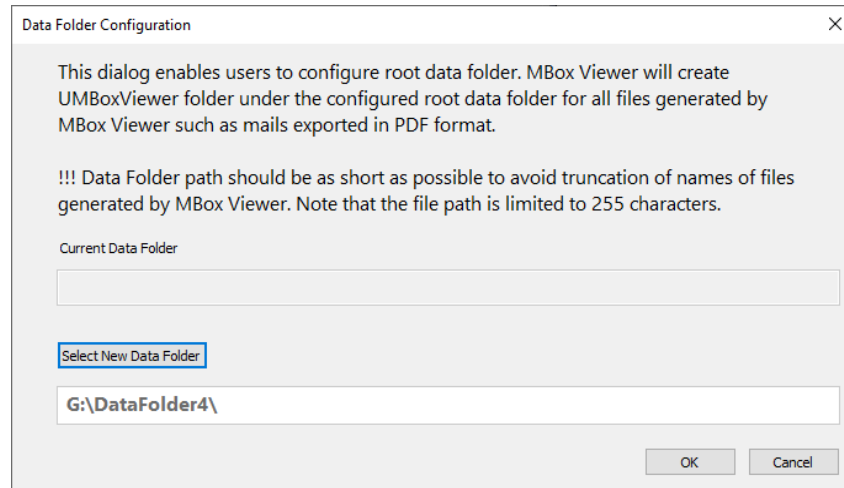 Data Folder Configuration
This dialog enables users to configure root data folder. MBox Viewer will create
UMBoxViewer folder under the configured root data folder for all files generated by
MBox Viewer such as mails exported in PDF format.
!!! Data Folder path should be as short as possible to avoid truncation of names of files
generated by MBox Viewer. Note that the file path is limited to 255 characters.
Current Data Folder
Select New Data Folder
G:\DataFolder4\
OK Cancel